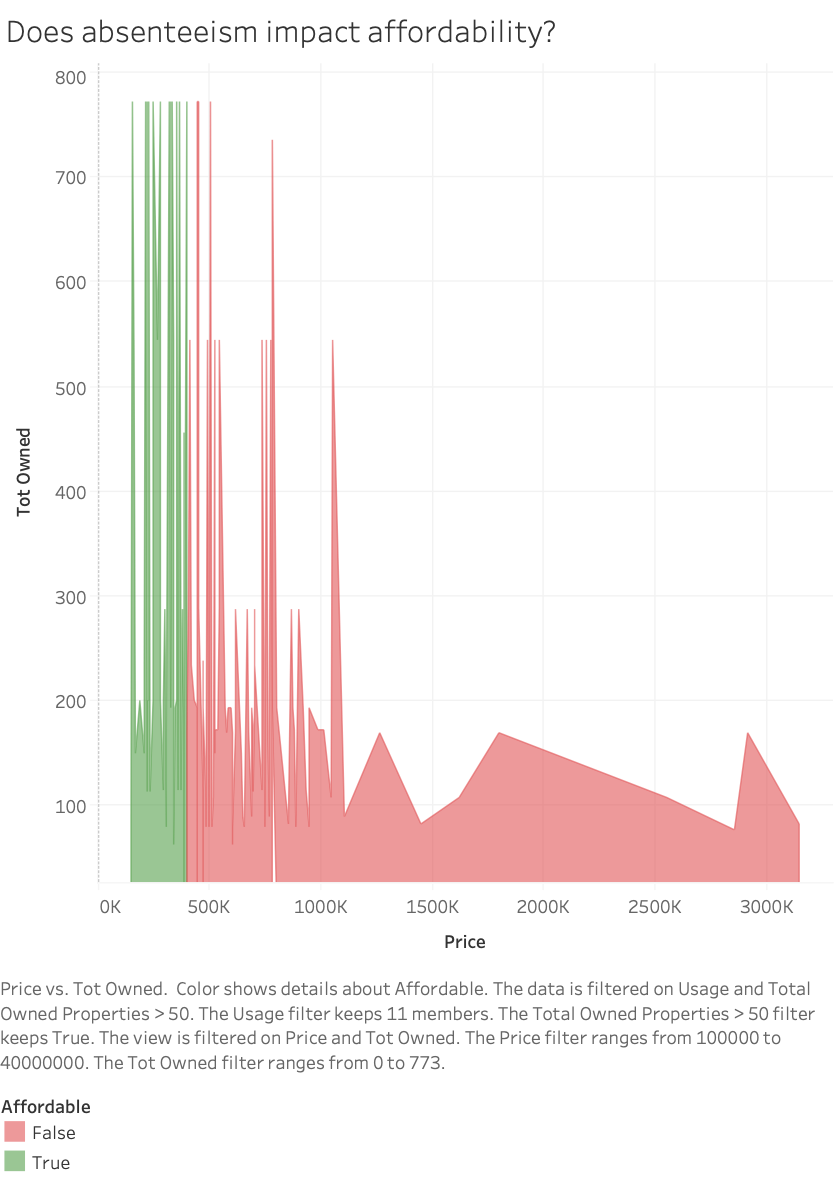 Does absenteeism impact affordability?
800
700
600
500
400
300
200
100
Tot Owned
0K
500K
1000K
1500K
2000K
2500K
3000K
Price
Price vs. Tot Owned.  Color shows details about Affordable. The data is filtered on Usage and Total
Owned Properties > 50. The Usage filter keeps 11 members. The Total Owned Properties > 50 filter
keeps True. The view is filtered on Price and Tot Owned. The Price filter ranges from 100000 to
40000000. The Tot Owned filter ranges from 0 to 773.
Affordable
False
True